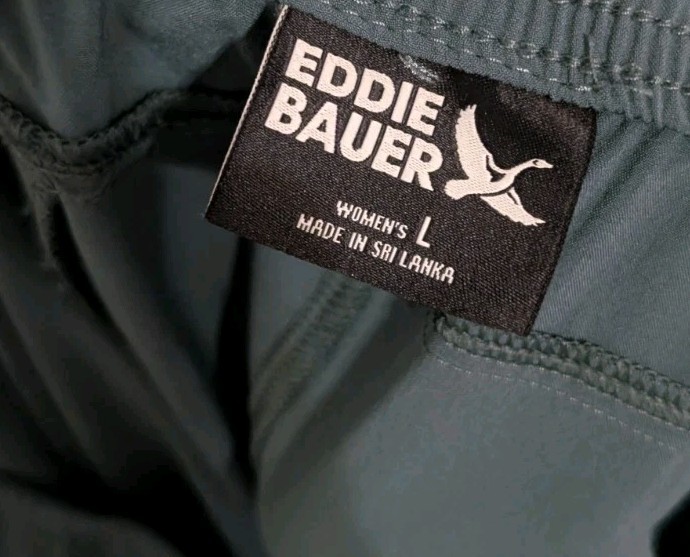 EDDIE
BAUER
WOMEN'S L
MADE IN SRI LANKA